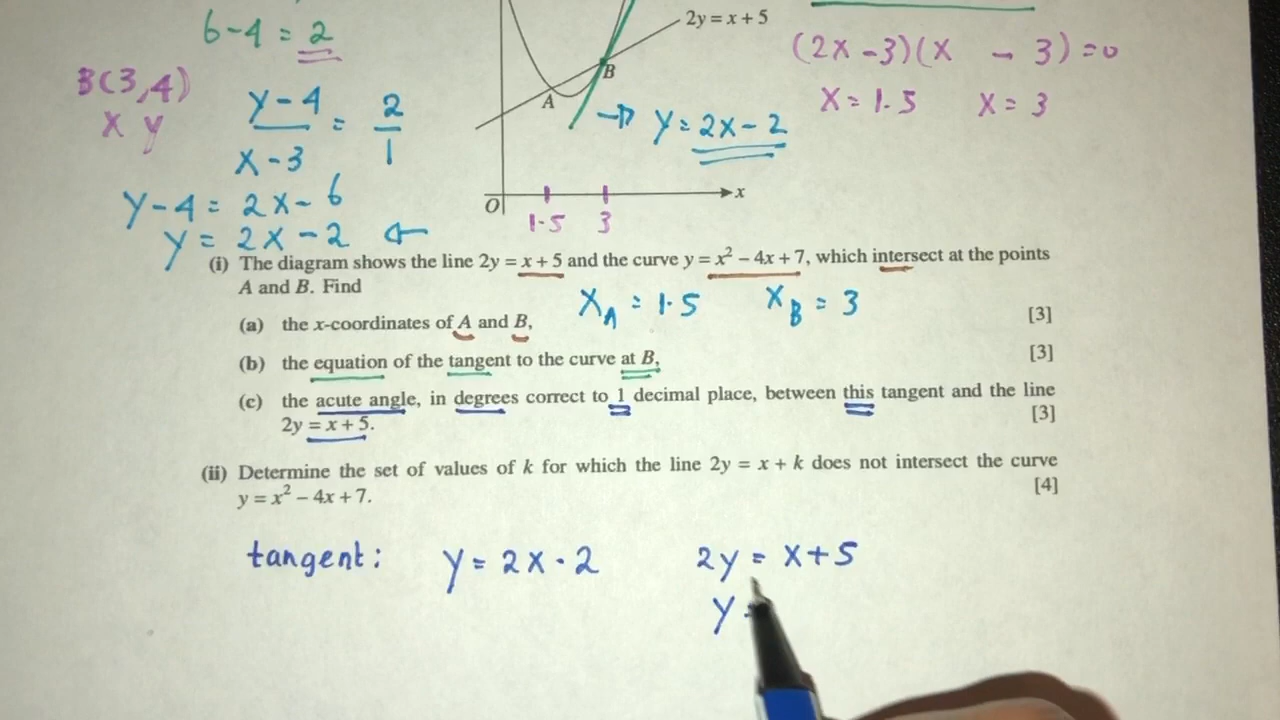 6-4 = 2
2y = x + 5
(2x - 3)(x - 3) = 0
B(3,4)
x y
y-4 / x-3 = 2/1
A
B
x = 1.5 x = 3
→ y = 2x - 2
y-4 = 2x - 6
y = 2x - 2 ←
O
x
1.5 3
(i) The diagram shows the line 2y = x + 5 and the curve y = x² − 4x + 7, which intersect at the points
A and B. Find
x_A = 1.5 x_B = 3
(a) the x-coordinates of A and B, [3]
(b) the equation of the tangent to the curve at B, [3]
(c) the acute angle, in degrees correct to 1 decimal place, between this tangent and the line
2y = x + 5. [3]
(ii) Determine the set of values of k for which the line 2y = x + k does not intersect the curve
y = x² − 4x + 7. [4]
tangent: y = 2x - 2 2y = x + 5
y =